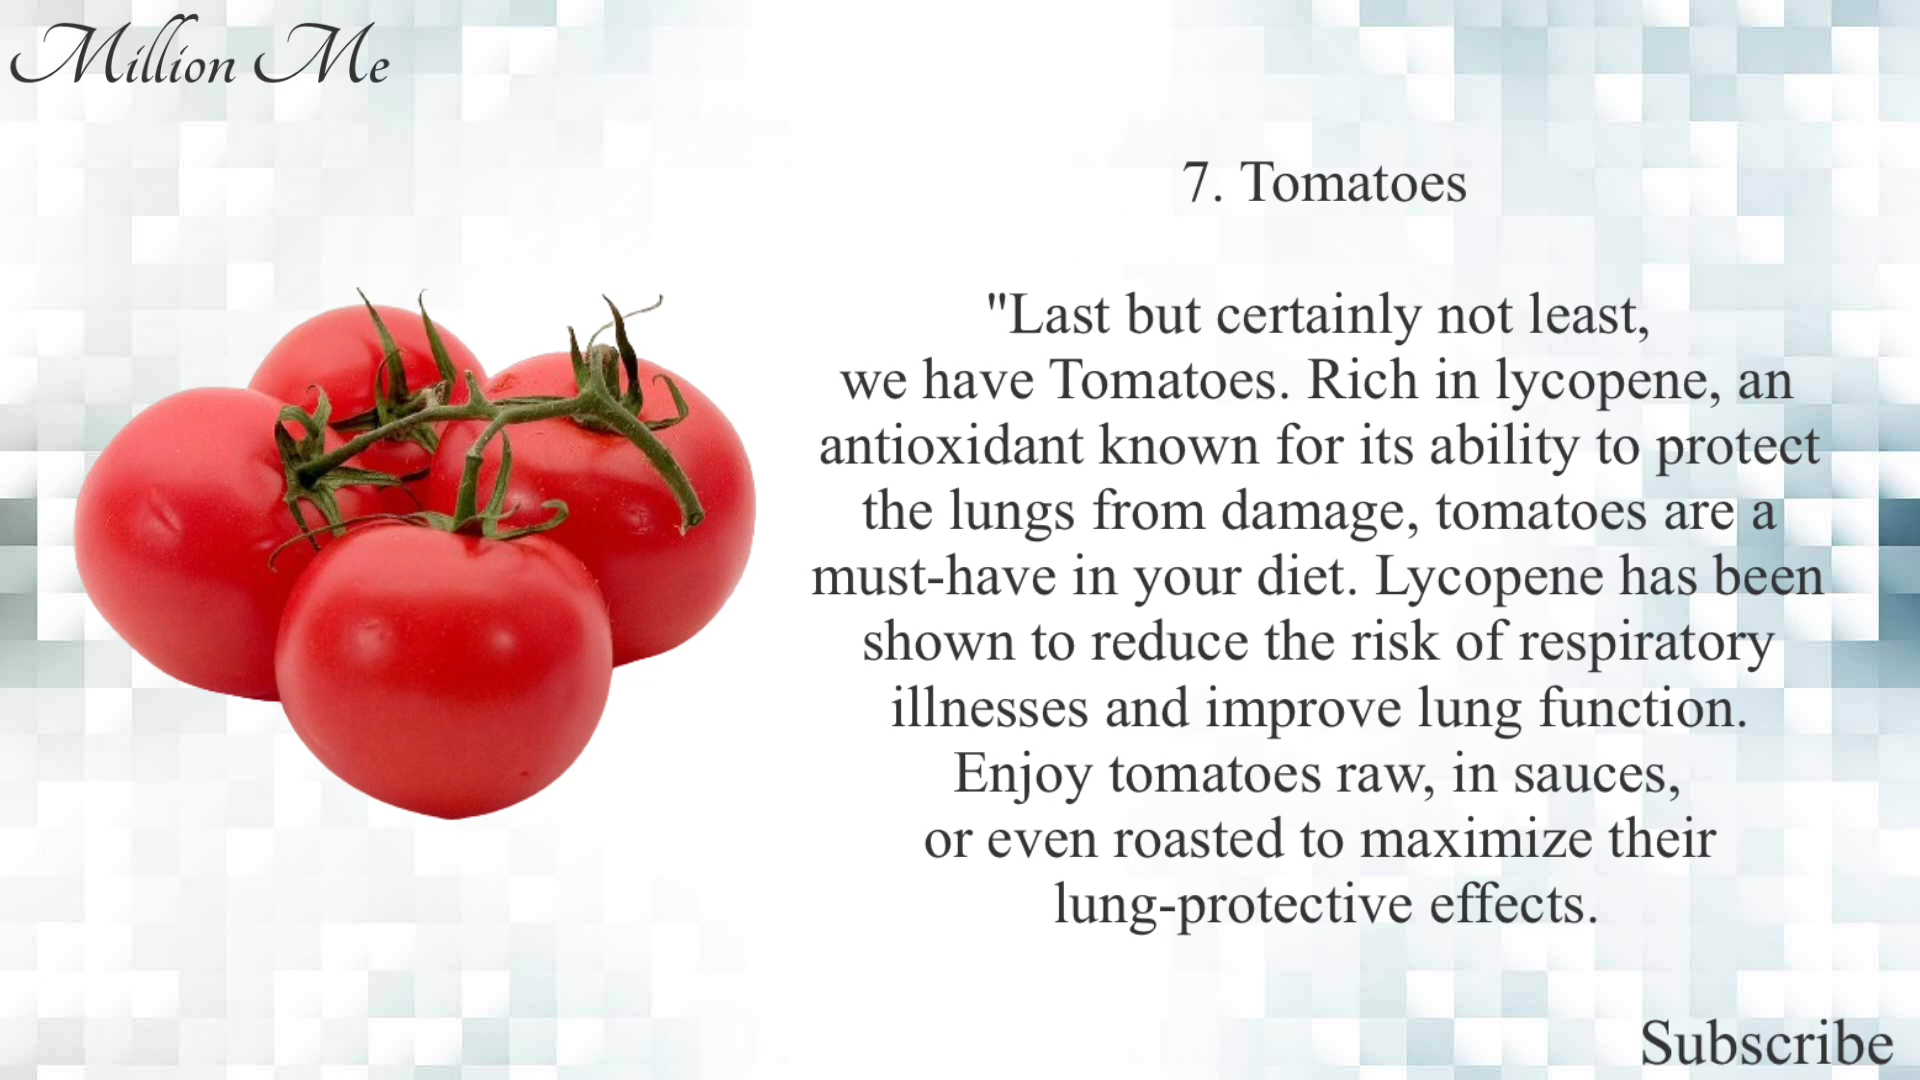 Million Me
7. Tomatoes
"Last but certainly not least,
we have Tomatoes. Rich in lycopene, an
antioxidant known for its ability to protect
the lungs from damage, tomatoes are a
must-have in your diet. Lycopene has been
shown to reduce the risk of respiratory
illnesses and improve lung function.
Enjoy tomatoes raw, in sauces,
or even roasted to maximize their
lung-protective effects.
Subscribe